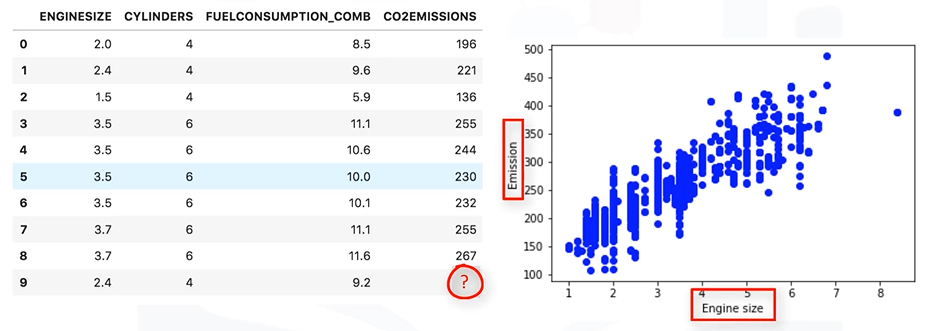 ENGINESIZE CYLINDERS FUELCONSUMPTION_COMB CO2EMISSIONS
0 2.0 4 8.5 196
1 2.4 4 9.6 221
2 1.5 4 5.9 136
3 3.5 6 11.1 255
4 3.5 6 10.6 244
5 3.5 6 10.0 230
6 3.5 6 10.1 232
7 3.7 6 11.1 255
8 3.7 6 11.6 267
9 2.4 4 9.2 ?
500
450
400
350
300
250
200
150
100
Emission
1 2 3 4 5 6 7 8
Engine size